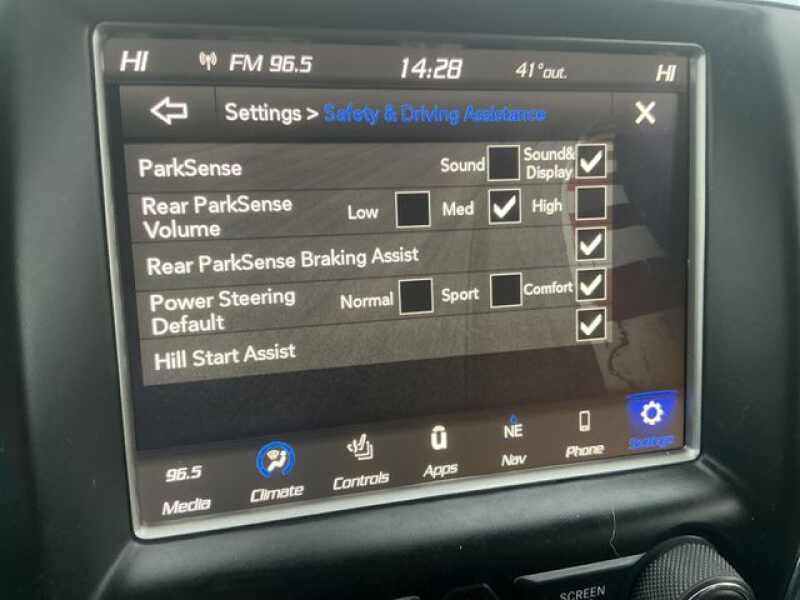 HI FM 96.5 14:28 41°out. HI
Settings > Safety & Driving Assistance X
ParkSense Sound Sound& Display
Rear ParkSense Volume Low Med High
Rear ParkSense Braking Assist
Power Steering Default Normal Sport Comfort
Hill Start Assist
96.5 NE
Media Climate Controls Apps Nav Phone Settings
SCREEN